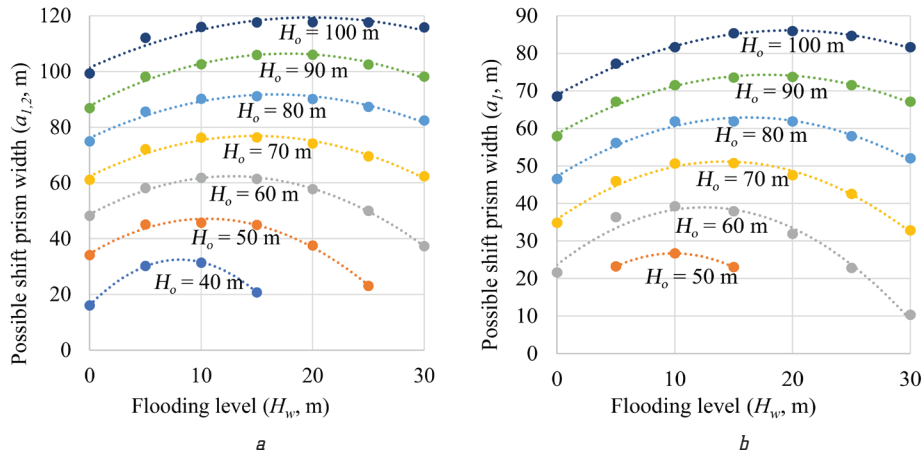 Possible shift prism width (a1,2, m)
120
100
80
60
40
20
0
Ho = 100 m
Ho = 90 m
Ho = 80 m
Ho = 70 m
Ho = 60 m
Ho = 50 m
Ho = 40 m
0 10 20 30
Flooding level (Hw, m)
a
Possible shift prism width (a1, m)
90
80
70
60
50
40
30
20
10
0
Ho = 100 m
Ho = 90 m
Ho = 80 m
Ho = 70 m
Ho = 60 m
Ho = 50 m
0 10 20 30
Flooding level (Hw, m)
b